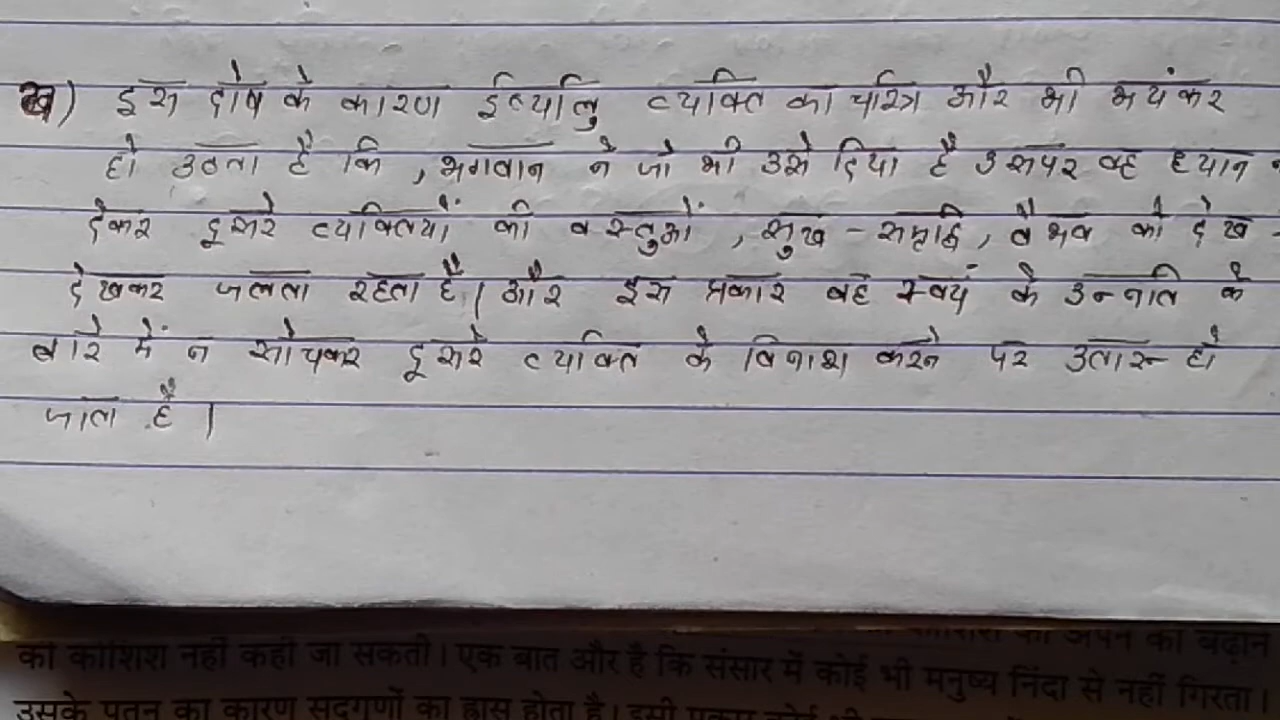 ख) इस दोष के कारण ईर्ष्यालु व्यक्ति का चरित्र और भी भयंकर
हो उठता है कि , भगवान ने जो भी उसे दिया है उसपर वह ध्यान न
देकर दूसरे व्यक्तियों की वस्तुओं , सुख - समृद्धि, वैभव को देख -
देखकर जलता रहता है । और इस प्रकार वह स्वयं के उन्नति के
बारे में न सोचकर दूसरे व्यक्ति के विनाश करने पर उतारू हो
जाता है ।
की कोशिश नहीं कही जा सकती । एक बात और है कि संसार में कोई भी मनुष्य निंदा से नहीं गिरता ।
उसके पतन का कारण सद्गुणों का ह्रास होता है । इसी प्रकार कोई भी